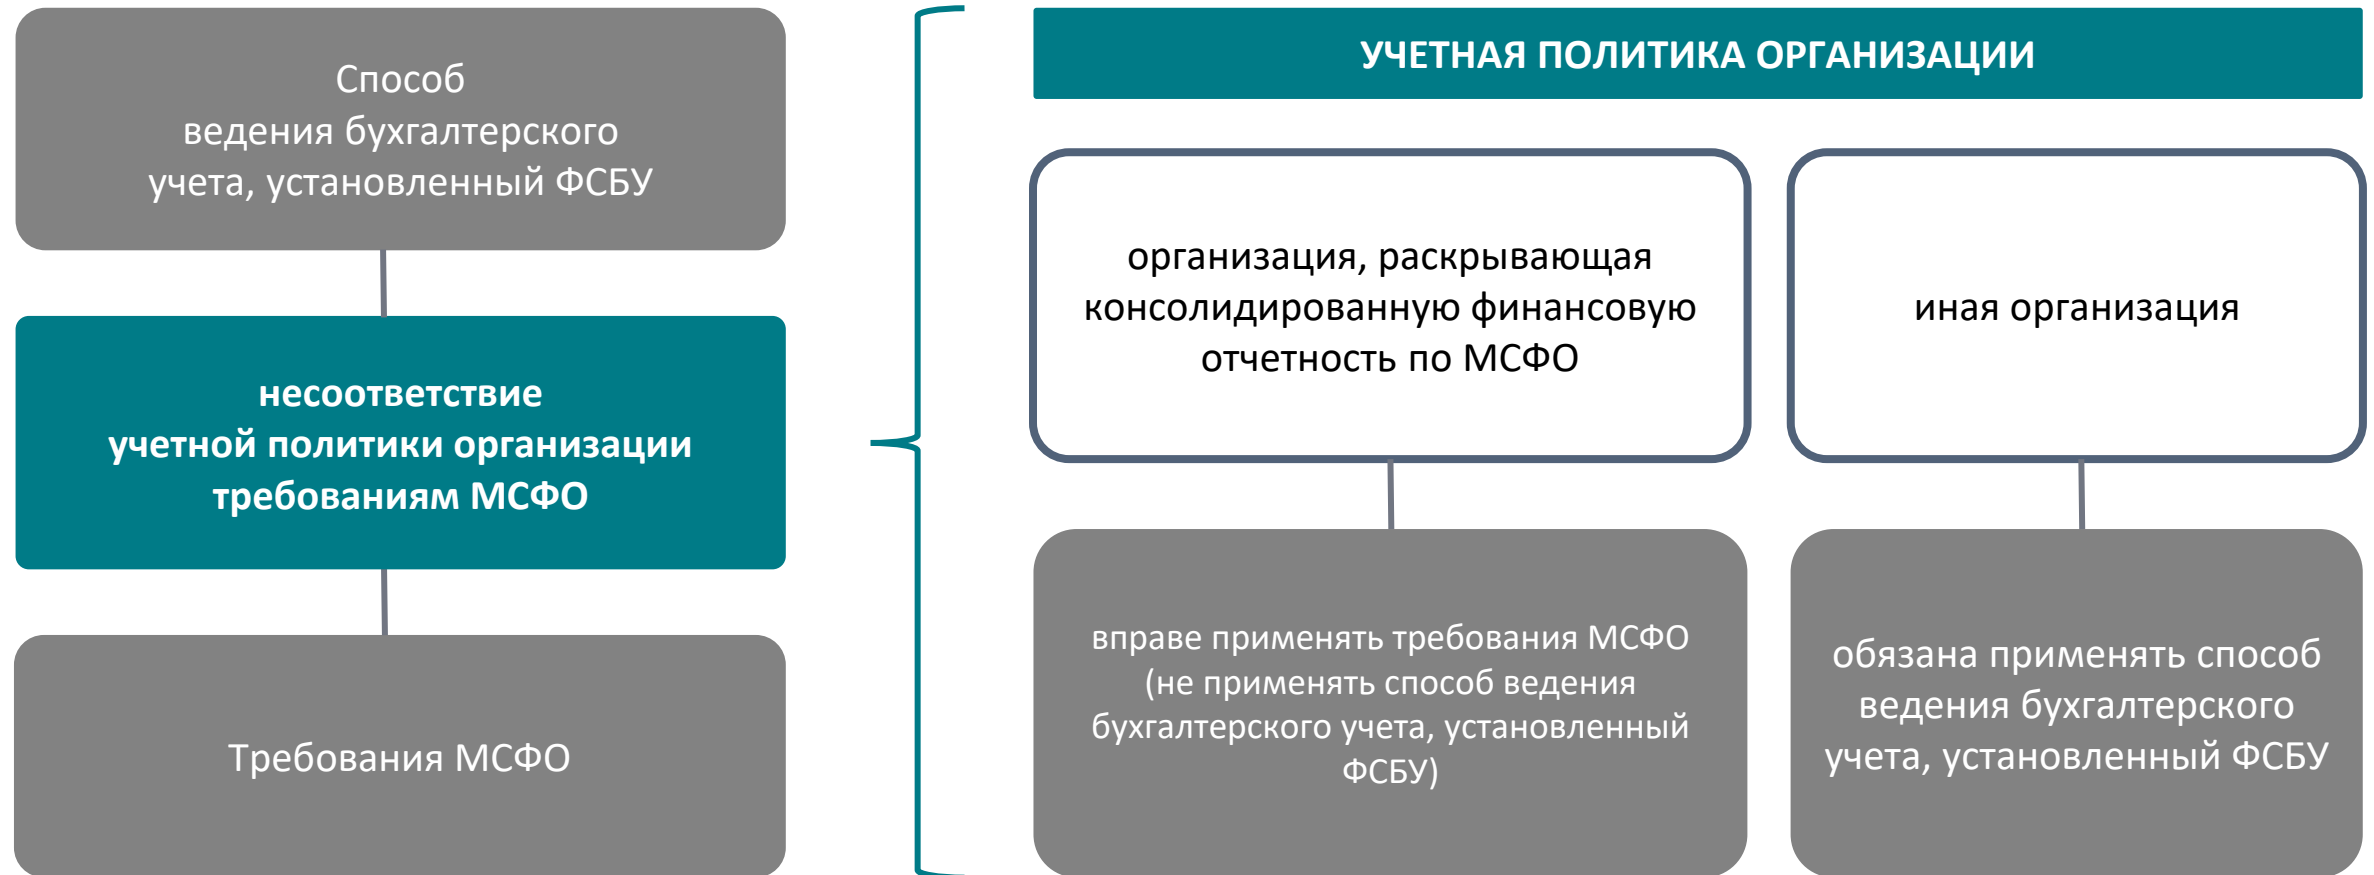 Способ
ведения бухгалтерского
учета, установленный ФСБУ
несоответствие
учетной политики организации
требованиям МСФО
Требования МСФО
УЧЕТНАЯ ПОЛИТИКА ОРГАНИЗАЦИИ
организация, раскрывающая
консолидированную финансовую
отчетность по МСФО
вправе применять требования МСФО
(не применять способ ведения
бухгалтерского учета, установленный
ФСБУ)
иная организация
обязана применять способ
ведения бухгалтерского
учета, установленный ФСБУ